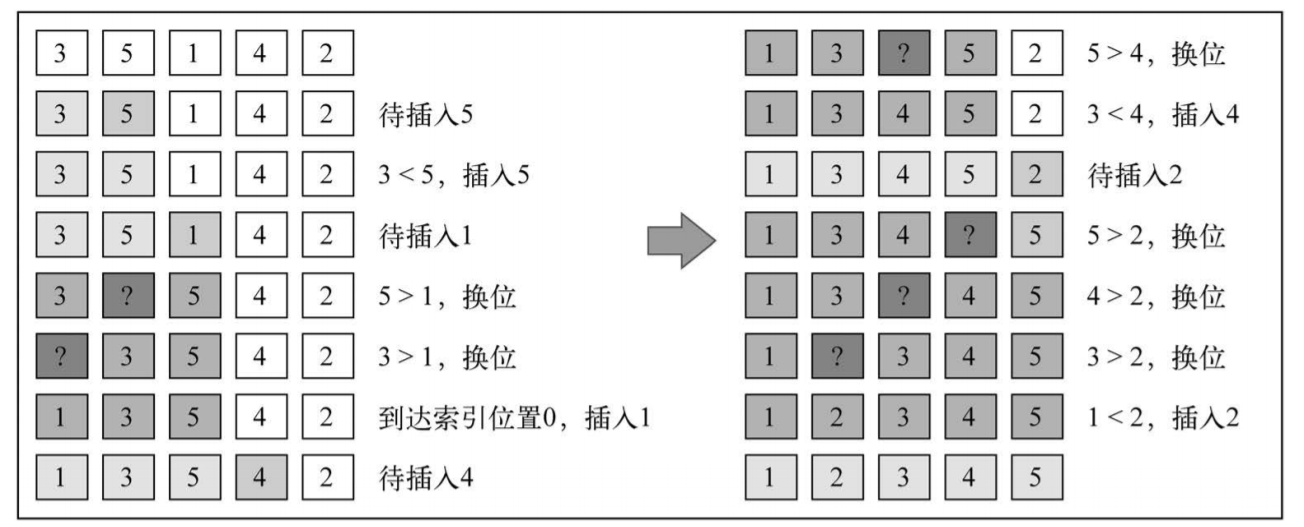 3 5 1 4 2
3 5 1 4 2 待插入5
3 5 1 4 2 3 < 5，插入5
3 5 1 4 2 待插入1
3 ? 5 4 2 5 > 1，换位
? 3 5 4 2 3 > 1，换位
1 3 5 4 2 到达索引位置0，插入1
1 3 5 4 2 待插入4
1 3 ? 5 2 5 > 4，换位
1 3 4 5 2 3 < 4，插入4
1 3 4 5 2 待插入2
1 3 4 ? 5 5 > 2，换位
1 3 ? 4 5 4 > 2，换位
1 ? 3 4 5 3 > 2，换位
1 2 3 4 5 1 < 2，插入2
1 2 3 4 5